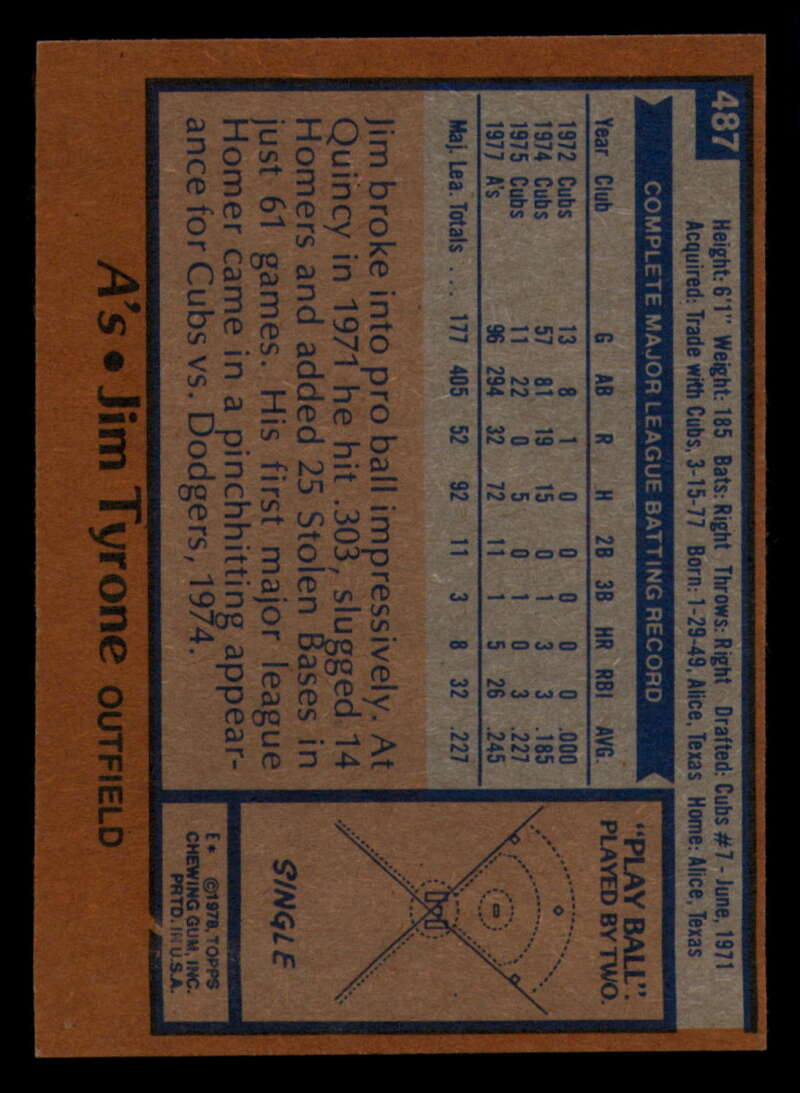 487
Height: 6'1" Weight: 185 Bats: Right Throws: Right Drafted: Cubs #7 - June, 1971
Acquired: Trade with Cubs, 3-15-77 Born: 1-29-49, Alice, Texas Home: Alice, Texas
COMPLETE MAJOR LEAGUE BATTING RECORD
Year Club G AB R H 2B 3B HR RBI AVG.
1972 Cubs 13 8 1 0 0 0 0 0 .000
1974 Cubs 57 81 19 15 0 1 3 3 .185
1975 Cubs 11 22 0 5 0 1 0 3 .227
1977 A's 96 294 32 72 11 1 5 26 .245
Maj. Lea. Totals . . . 177 405 52 92 11 3 8 32 .227
Jim broke into pro ball impressively. At
Quincy in 1971 he hit .303, slugged 14
Homers and added 25 Stolen Bases in
just 61 games. His first major league
Homer came in a pinchhitting appear-
ance for Cubs vs. Dodgers, 1974.
"PLAY BALL".
PLAYED BY TWO.
SINGLE
E* ©1978, TOPPS
CHEWING GUM, INC.
PRTD. IN U.S.A.
A's • Jim Tyrone OUTFIELD